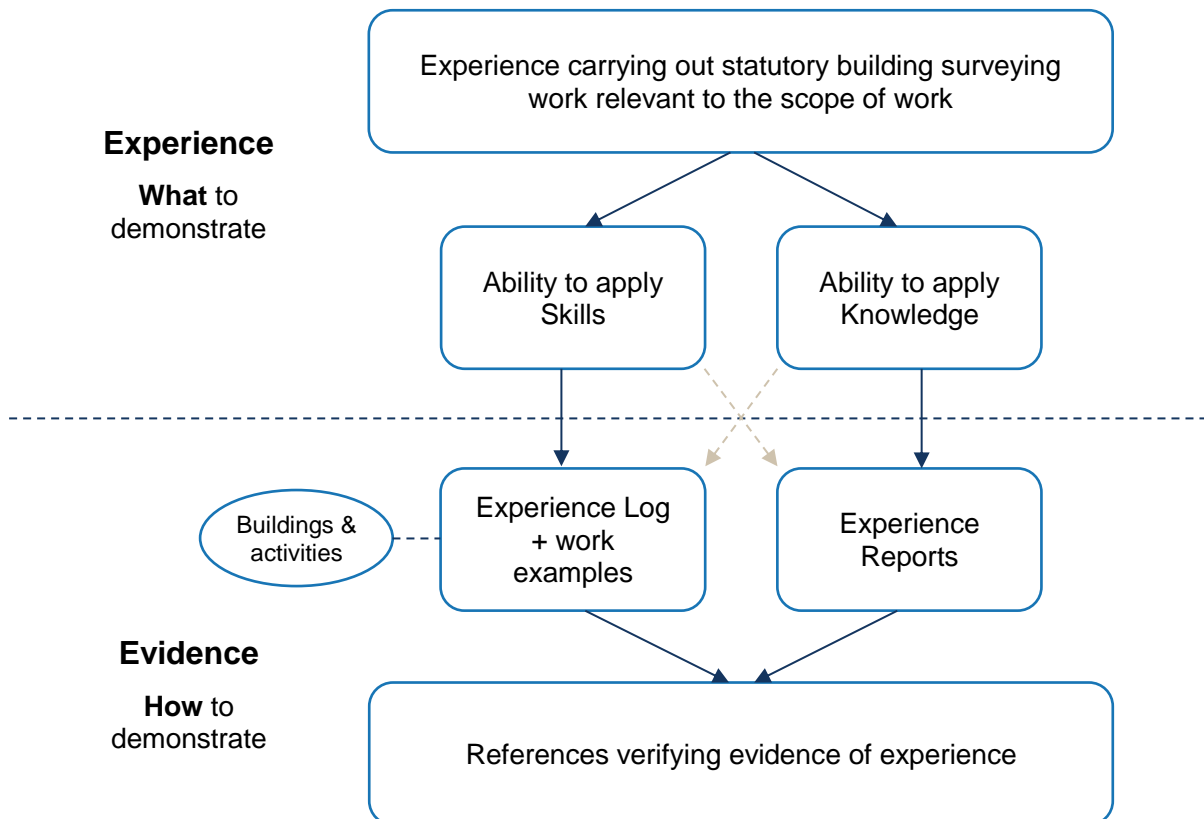 Experience carrying out statutory building surveying
work relevant to the scope of work
Experience
What to
demonstrate
Ability to apply
Skills
Ability to apply
Knowledge
Buildings &
activities
Experience Log
+ work
examples
Experience
Reports
Evidence
How to
demonstrate
References verifying evidence of experience